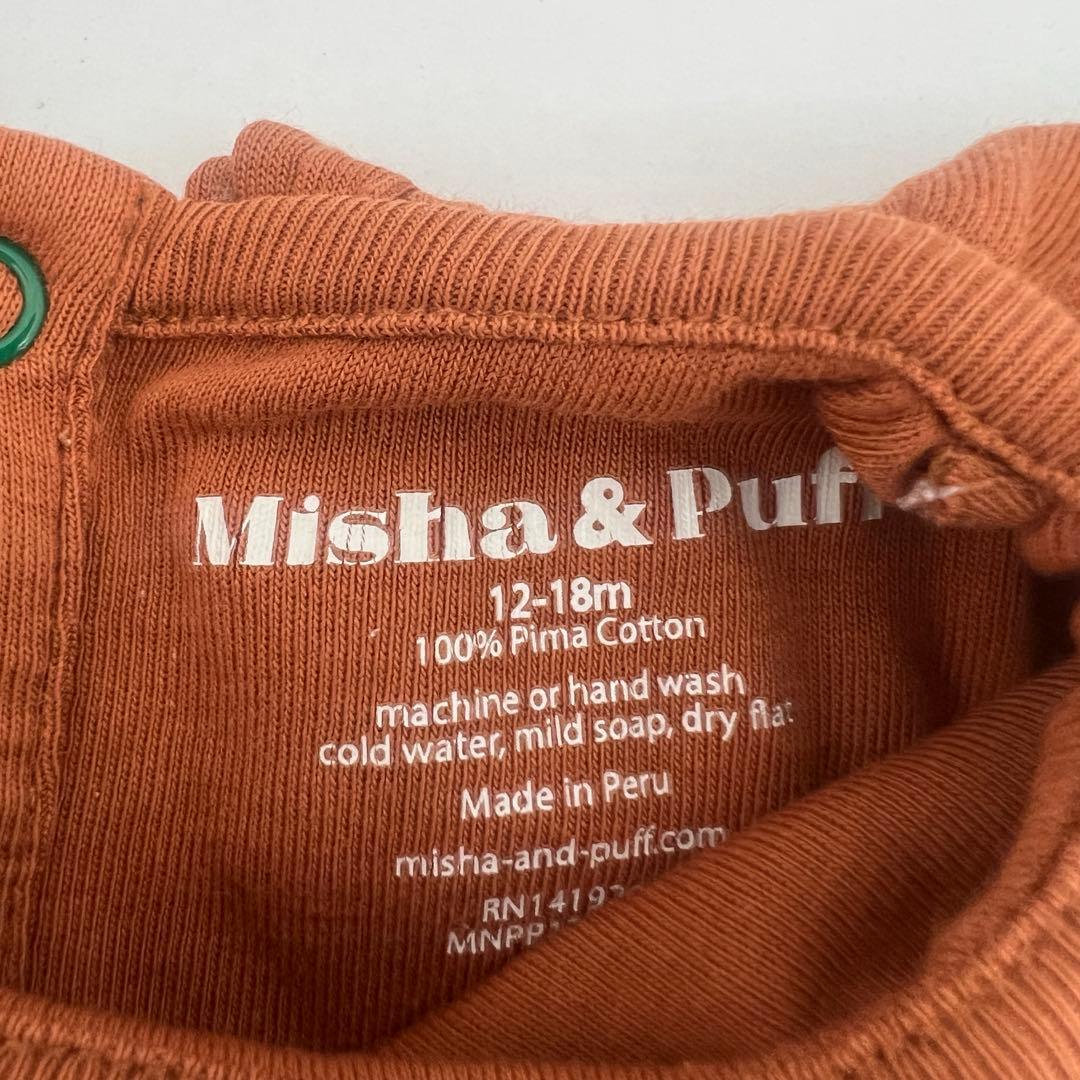 Misha & Puff
12-18m
100% Pima Cotton
machine or hand wash
cold water, mild soap, dry flat
Made in Peru
misha-and-puff.com